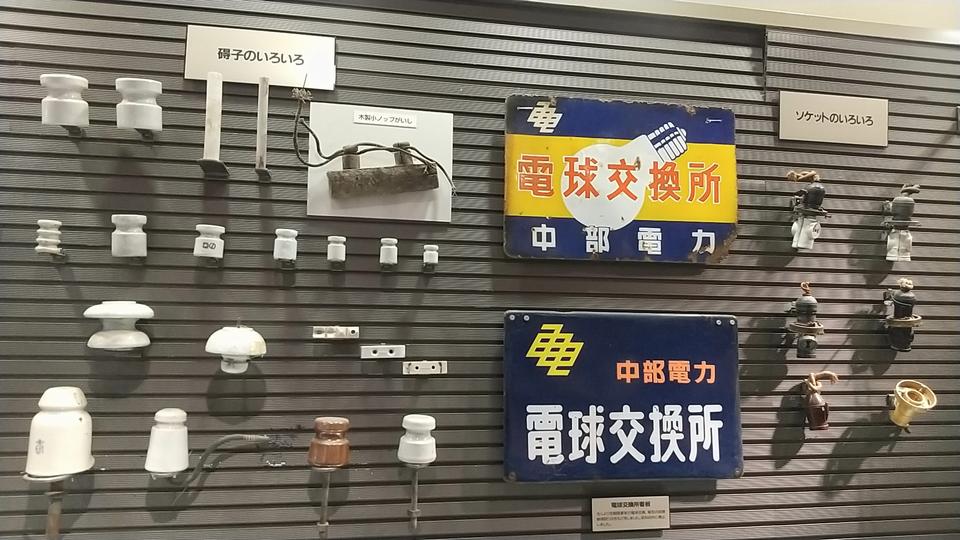 碍子のいろいろ
木製小ノップがいし
電球交換所
中部電力
ソケットのいろいろ
中部電力
電球交換所
電球交換所看板